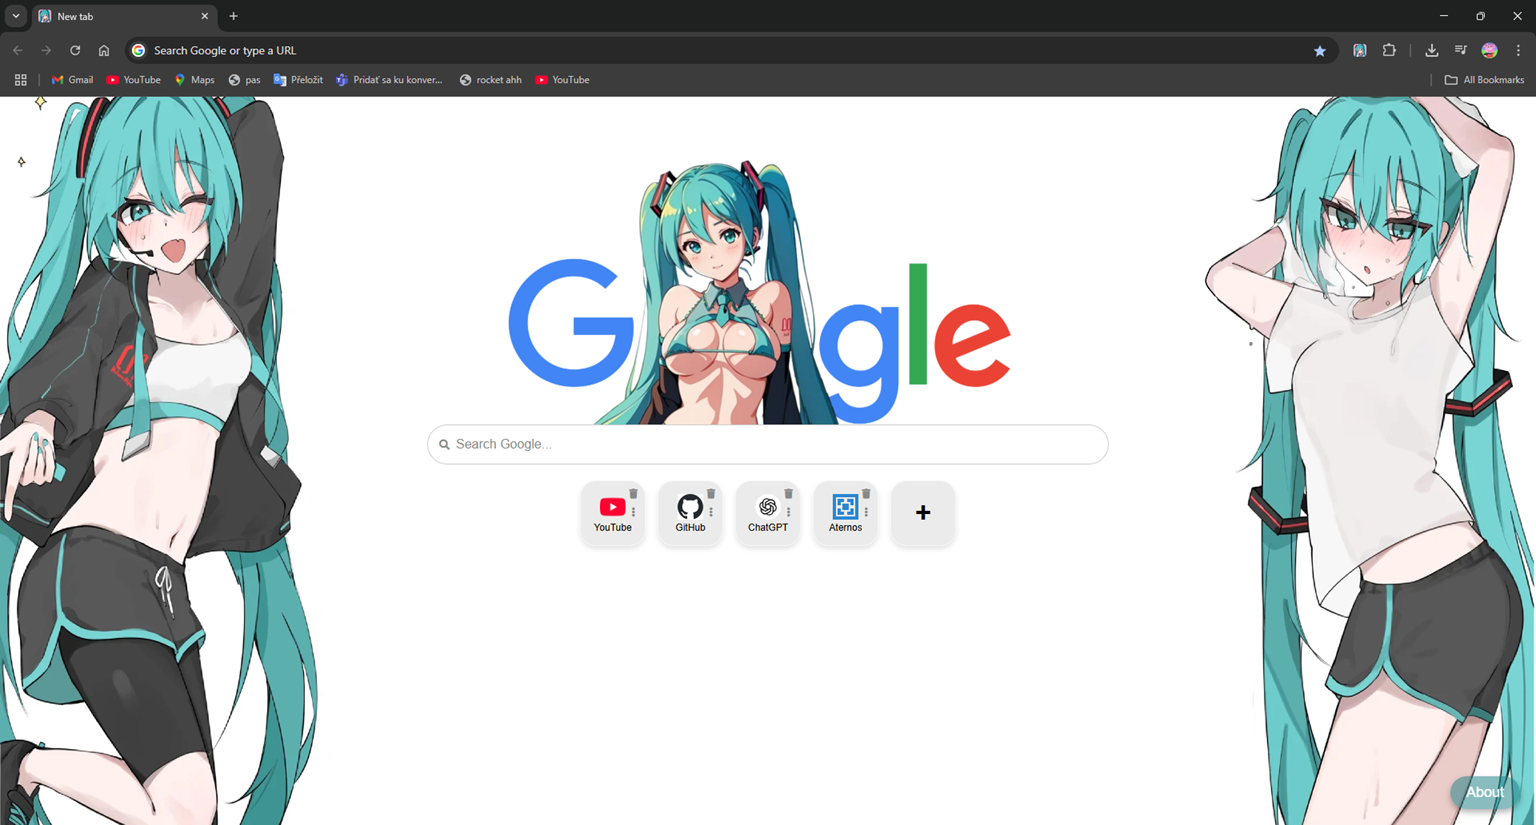 New tab
Search Google or type a URL
Gmail
YouTube
Maps
pas
Přeložit
Pridať sa ku konver...
rocket ahh
YouTube
All Bookmarks
G gle
Search Google...
YouTube
GitHub
ChatGPT
Aternos
About